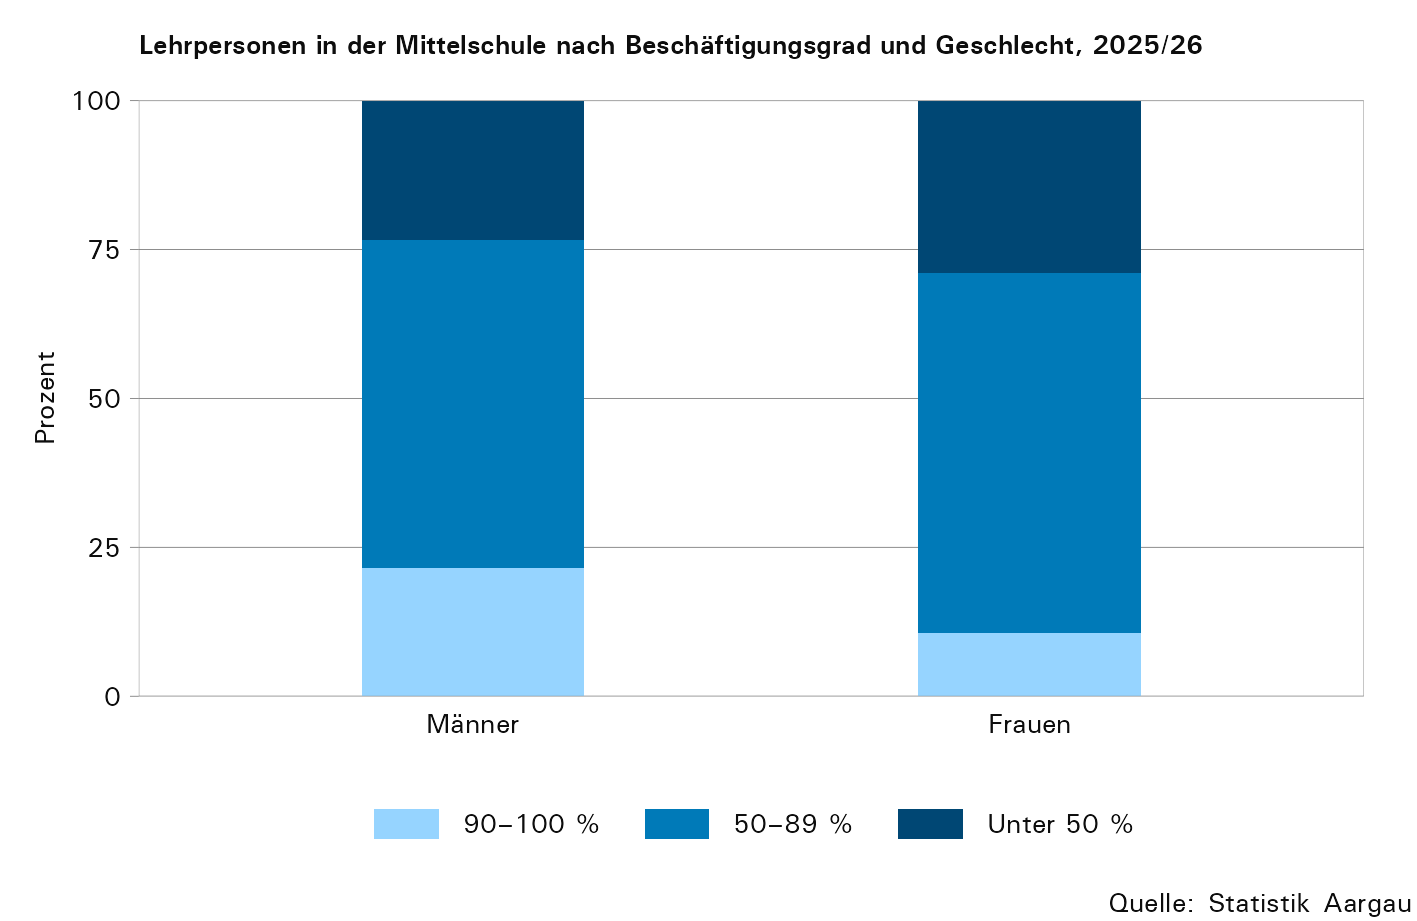 Lehrpersonen in der Mittelschule nach Beschäftigungsgrad und Geschlecht, 2025/26
100
75
50
25
0
Prozent
Männer Frauen
90–100 % 50–89 % Unter 50 %
Quelle: Statistik Aargau